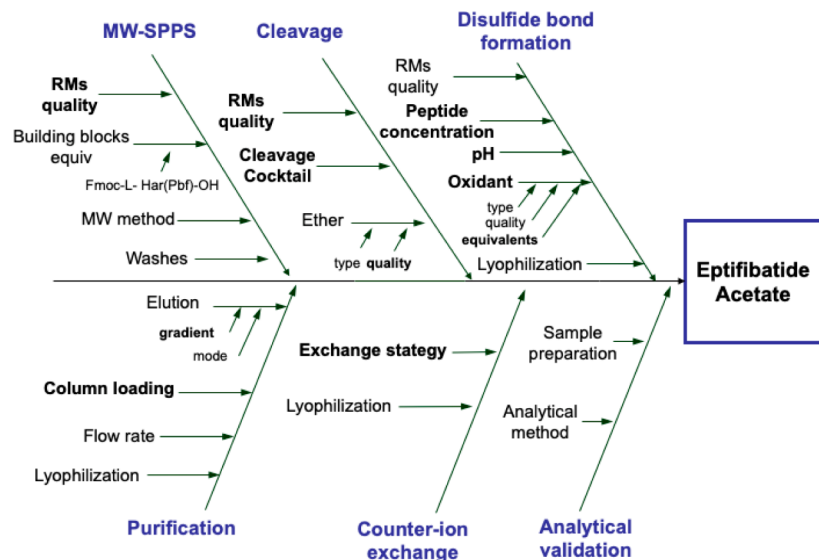 MW-SPPS
RMs
quality
Building blocks
equiv
Fmoc-L- Har(Pbf)-OH
MW method
Washes
Cleavage
RMs
quality
Cleavage
Cocktail
Ether
type quality
Disulfide bond
formation
RMs
quality
Peptide
concentration
pH
Oxidant
type
quality
equivalents
Lyophilization
Eptifibatide
Acetate
Elution
gradient
mode
Column loading
Flow rate
Lyophilization
Purification
Exchange stategy
Lyophilization
Counter-ion
exchange
Sample
preparation
Analytical
method
Analytical
validation